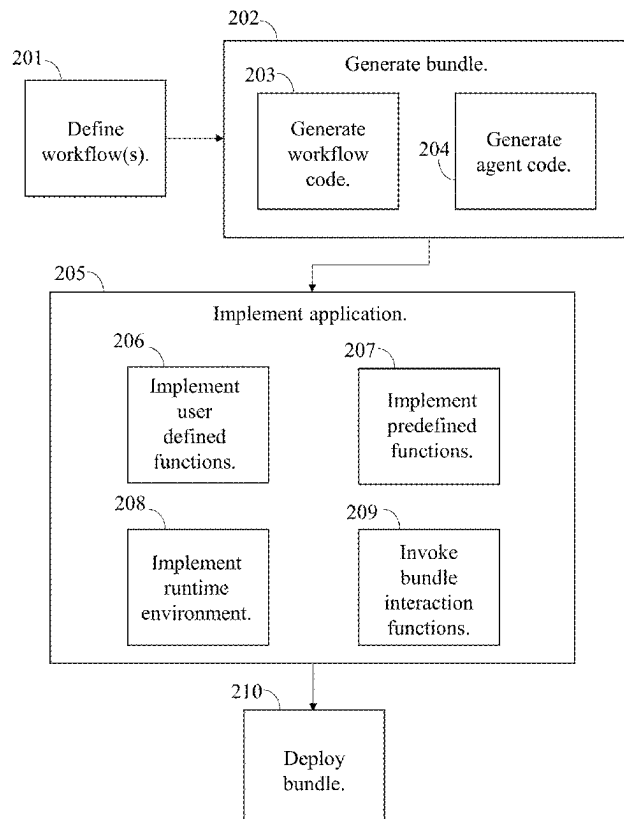 202
201
Generate bundle.
203
Define
workflow(s).
Generate
workflow
code.
204
Generate
agent code.
205
Implement application.
206
207
Implement
user
defined
functions.
Implement
predefined
functions.
208
209
Implement
runtime
environment.
Invoke
bundle
interaction
functions.
210
Deploy
bundle.